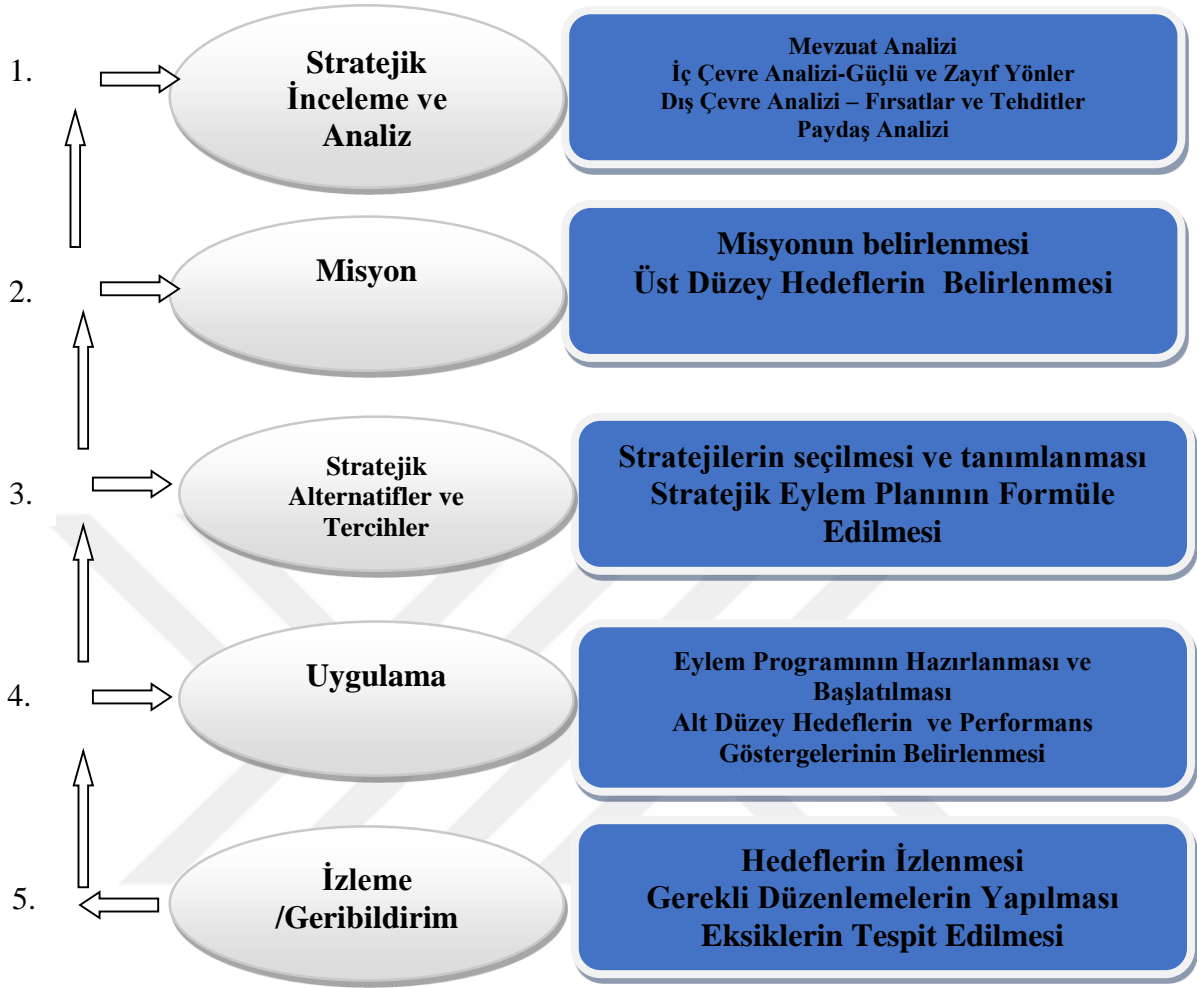 1.
Stratejik
İnceleme ve
Analiz
Mevzuat Analizi
İç Çevre Analizi-Güçlü ve Zayıf Yönler
Dış Çevre Analizi – Fırsatlar ve Tehditler
Paydaş Analizi
2.
Misyon
Misyonun belirlenmesi
Üst Düzey Hedeflerin Belirlenmesi
3.
Stratejik
Alternatifler ve
Tercihler
Stratejilerin seçilmesi ve tanımlanması
Stratejik Eylem Planının Formüle
Edilmesi
4.
Uygulama
Eylem Programının Hazırlanması ve
Başlatılması
Alt Düzey Hedeflerin ve Performans
Göstergelerinin Belirlenmesi
5.
İzleme
/Geribildirim
Hedeflerin İzlenmesi
Gerekli Düzenlemelerin Yapılması
Eksiklerin Tespit Edilmesi